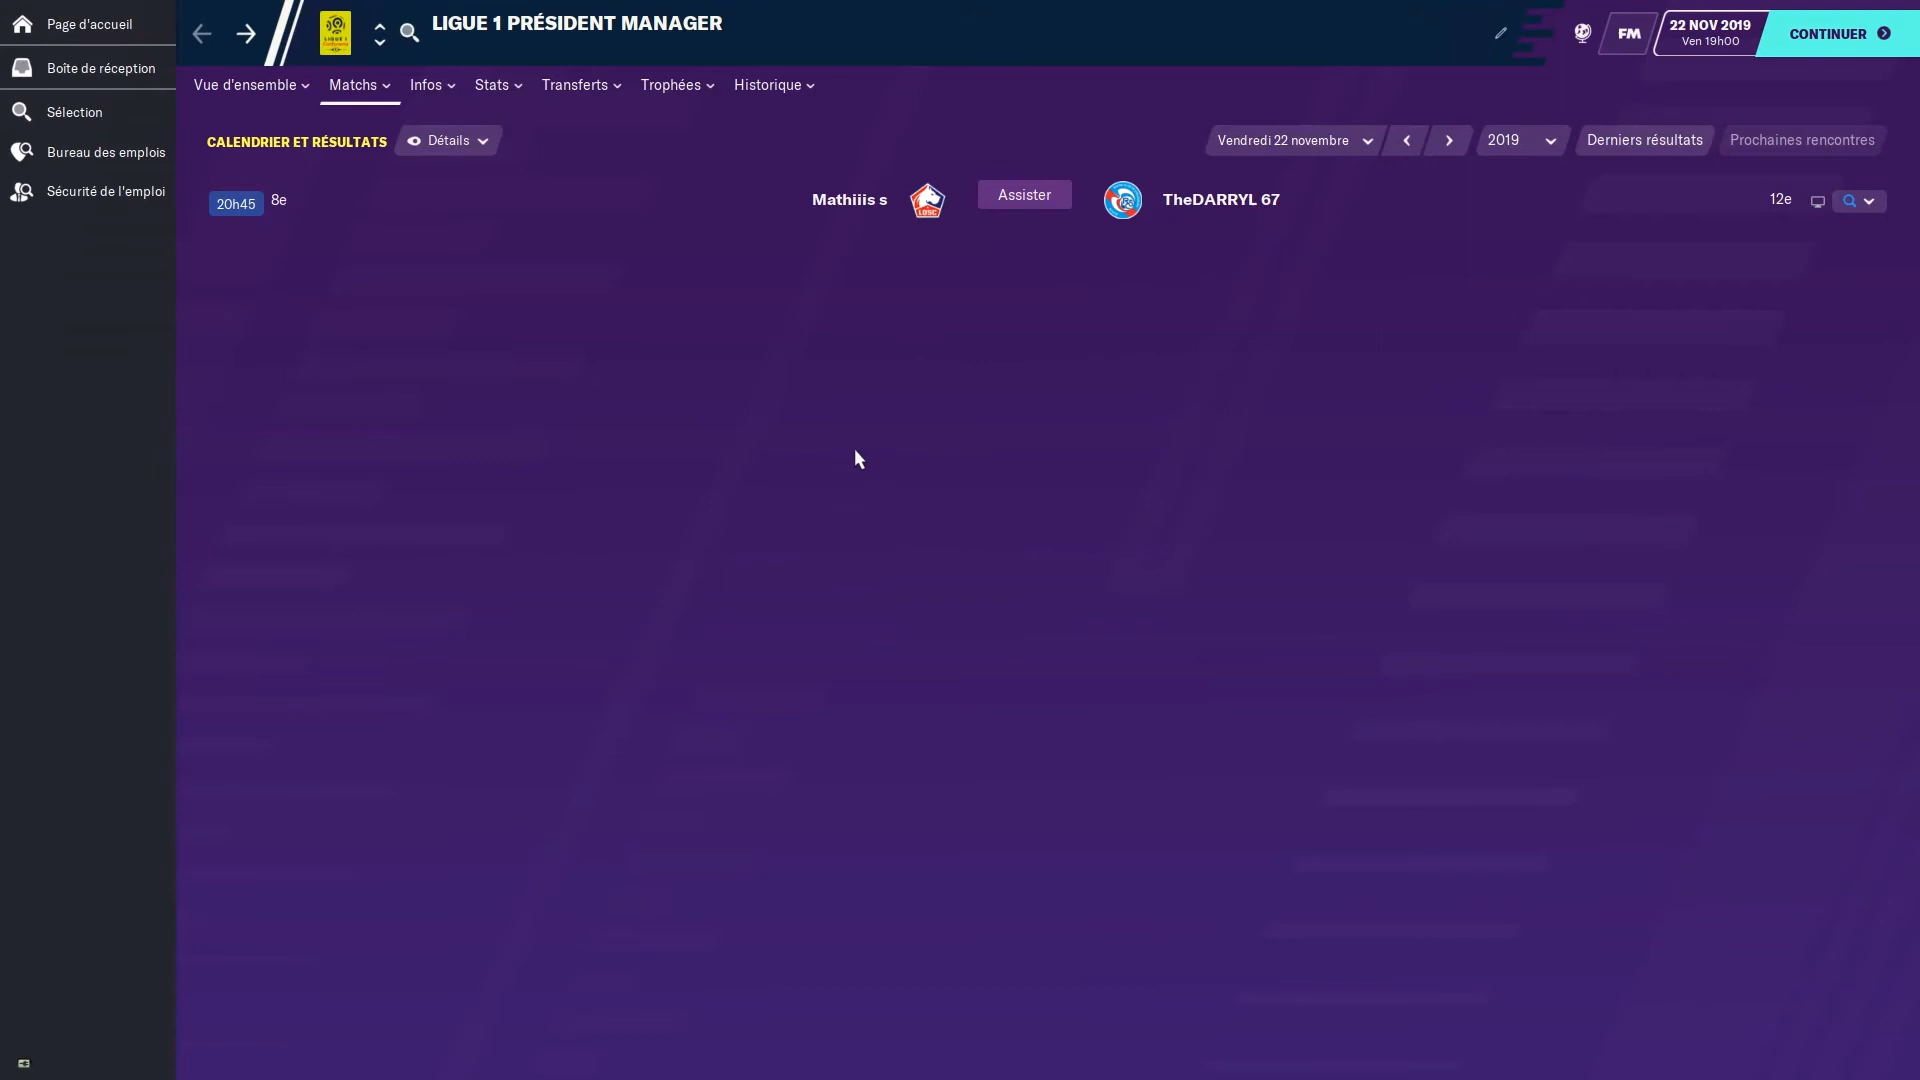 Page d'accueil
Boîte de réception
Sélection
Bureau des emplois
Sécurité de l'emploi
LIGUE 1 PRÉSIDENT MANAGER
FM
22 NOV 2019
Ven 19h00
CONTINUER
Vue d'ensemble
Matchs
Infos
Stats
Transferts
Trophées
Historique
CALENDRIER ET RÉSULTATS
Détails
Vendredi 22 novembre
2019
Derniers résultats
Prochaines rencontres
20h45
8e
Mathiiis s
LOSC
Assister
TheDARRYL 67
12e